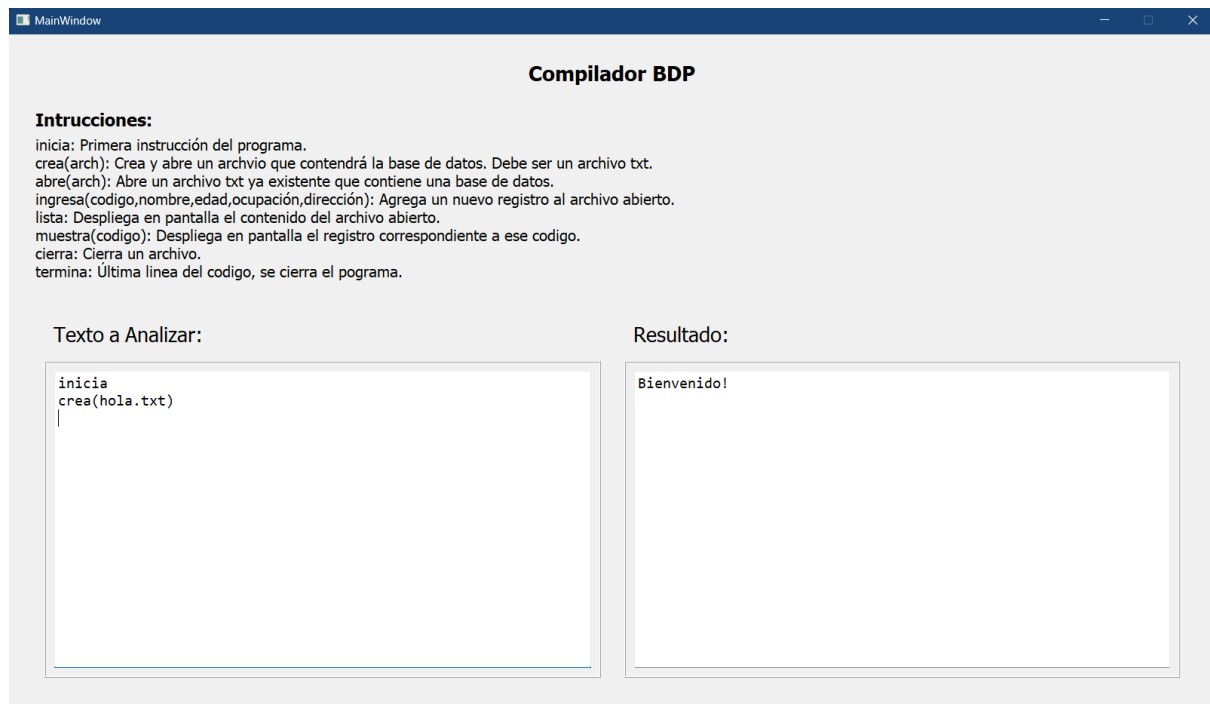 MainWindow
Compilador BDP
Intrucciones:
inicia: Primera instrucción del programa.
crea(arch): Crea y abre un archvio que contendrá la base de datos. Debe ser un archivo txt.
abre(arch): Abre un archivo txt ya existente que contiene una base de datos.
ingresa(codigo,nombre,edad,ocupación,dirección): Agrega un nuevo registro al archivo abierto.
lista: Despliega en pantalla el contenido del archivo abierto.
muestra(codigo): Despliega en pantalla el registro correspondiente a ese codigo.
cierra: Cierra un archivo.
termina: Última linea del codigo, se cierra el pograma.
Texto a Analizar:
inicia
crea(hola.txt)
Resultado:
Bienvenido!